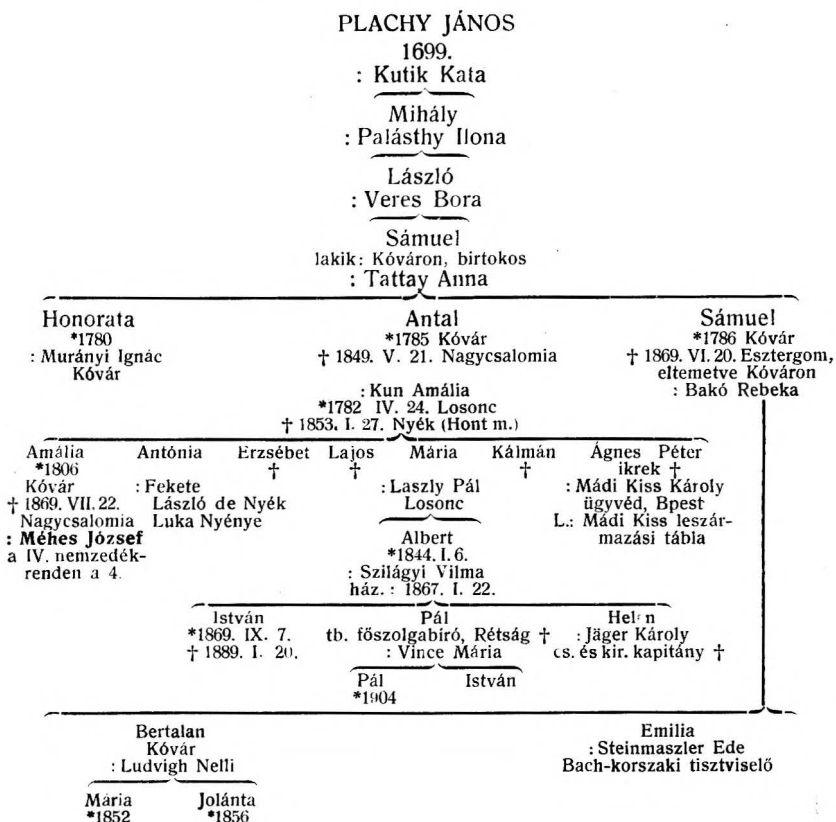 PLACHY JÁNOS
1699.
: Kutik Kata
Mihály
: Palásthy Ilona
László
: Veres Bora
Sámuel
lakik: Kóváron, birtokos
: Tattay Anna
Honorata
*1780
: Murányi Ignác
Kóvár
Antal
*1785 Kóvár
† 1849. V. 21. Nagycsalomia
: Kun Amália
*1782 IV. 24. Losonc
† 1853. I. 27. Nyék (Hont m.)
Sámuel
*1786 Kóvár
† 1869. VI. 20. Esztergom,
eltemetve Kóváron
: Bakó Rebeka
Amália
*1806
Kóvár
† 1869. VII. 22.
Nagycsalomia
: Méhes József
a IV. nemzedék-
renden a 4.
Antónia
: Fekete
László de Nyék
Luka Nyénye
Erzsébet
†
Lajos
†
Mária
: Laszly Pál
Losonc
Kálmán
†
Ágnes Péter
ikrek †
: Mádi Kiss Károly
ügyvéd, Bpest
L.: Mádi Kiss leszár-
mazási tábla
Albert
*1844. I. 6.
: Szilágyi Vilma
ház. : 1867. I. 22.
István
*1869. IX. 7.
† 1889. I. 20.
Pál
tb. főszolgabíró, Rétság †
: Vince Mária
Helén
: Jäger Károly
cs. és kir. kapitány †
Pál
*1904
István
Bertalan
Kóvár
: Ludvigh Nelli
Emilia
: Steinmaszler Ede
Bach-korszaki tisztviselő
Mária
*1852
Jolánta
*1856